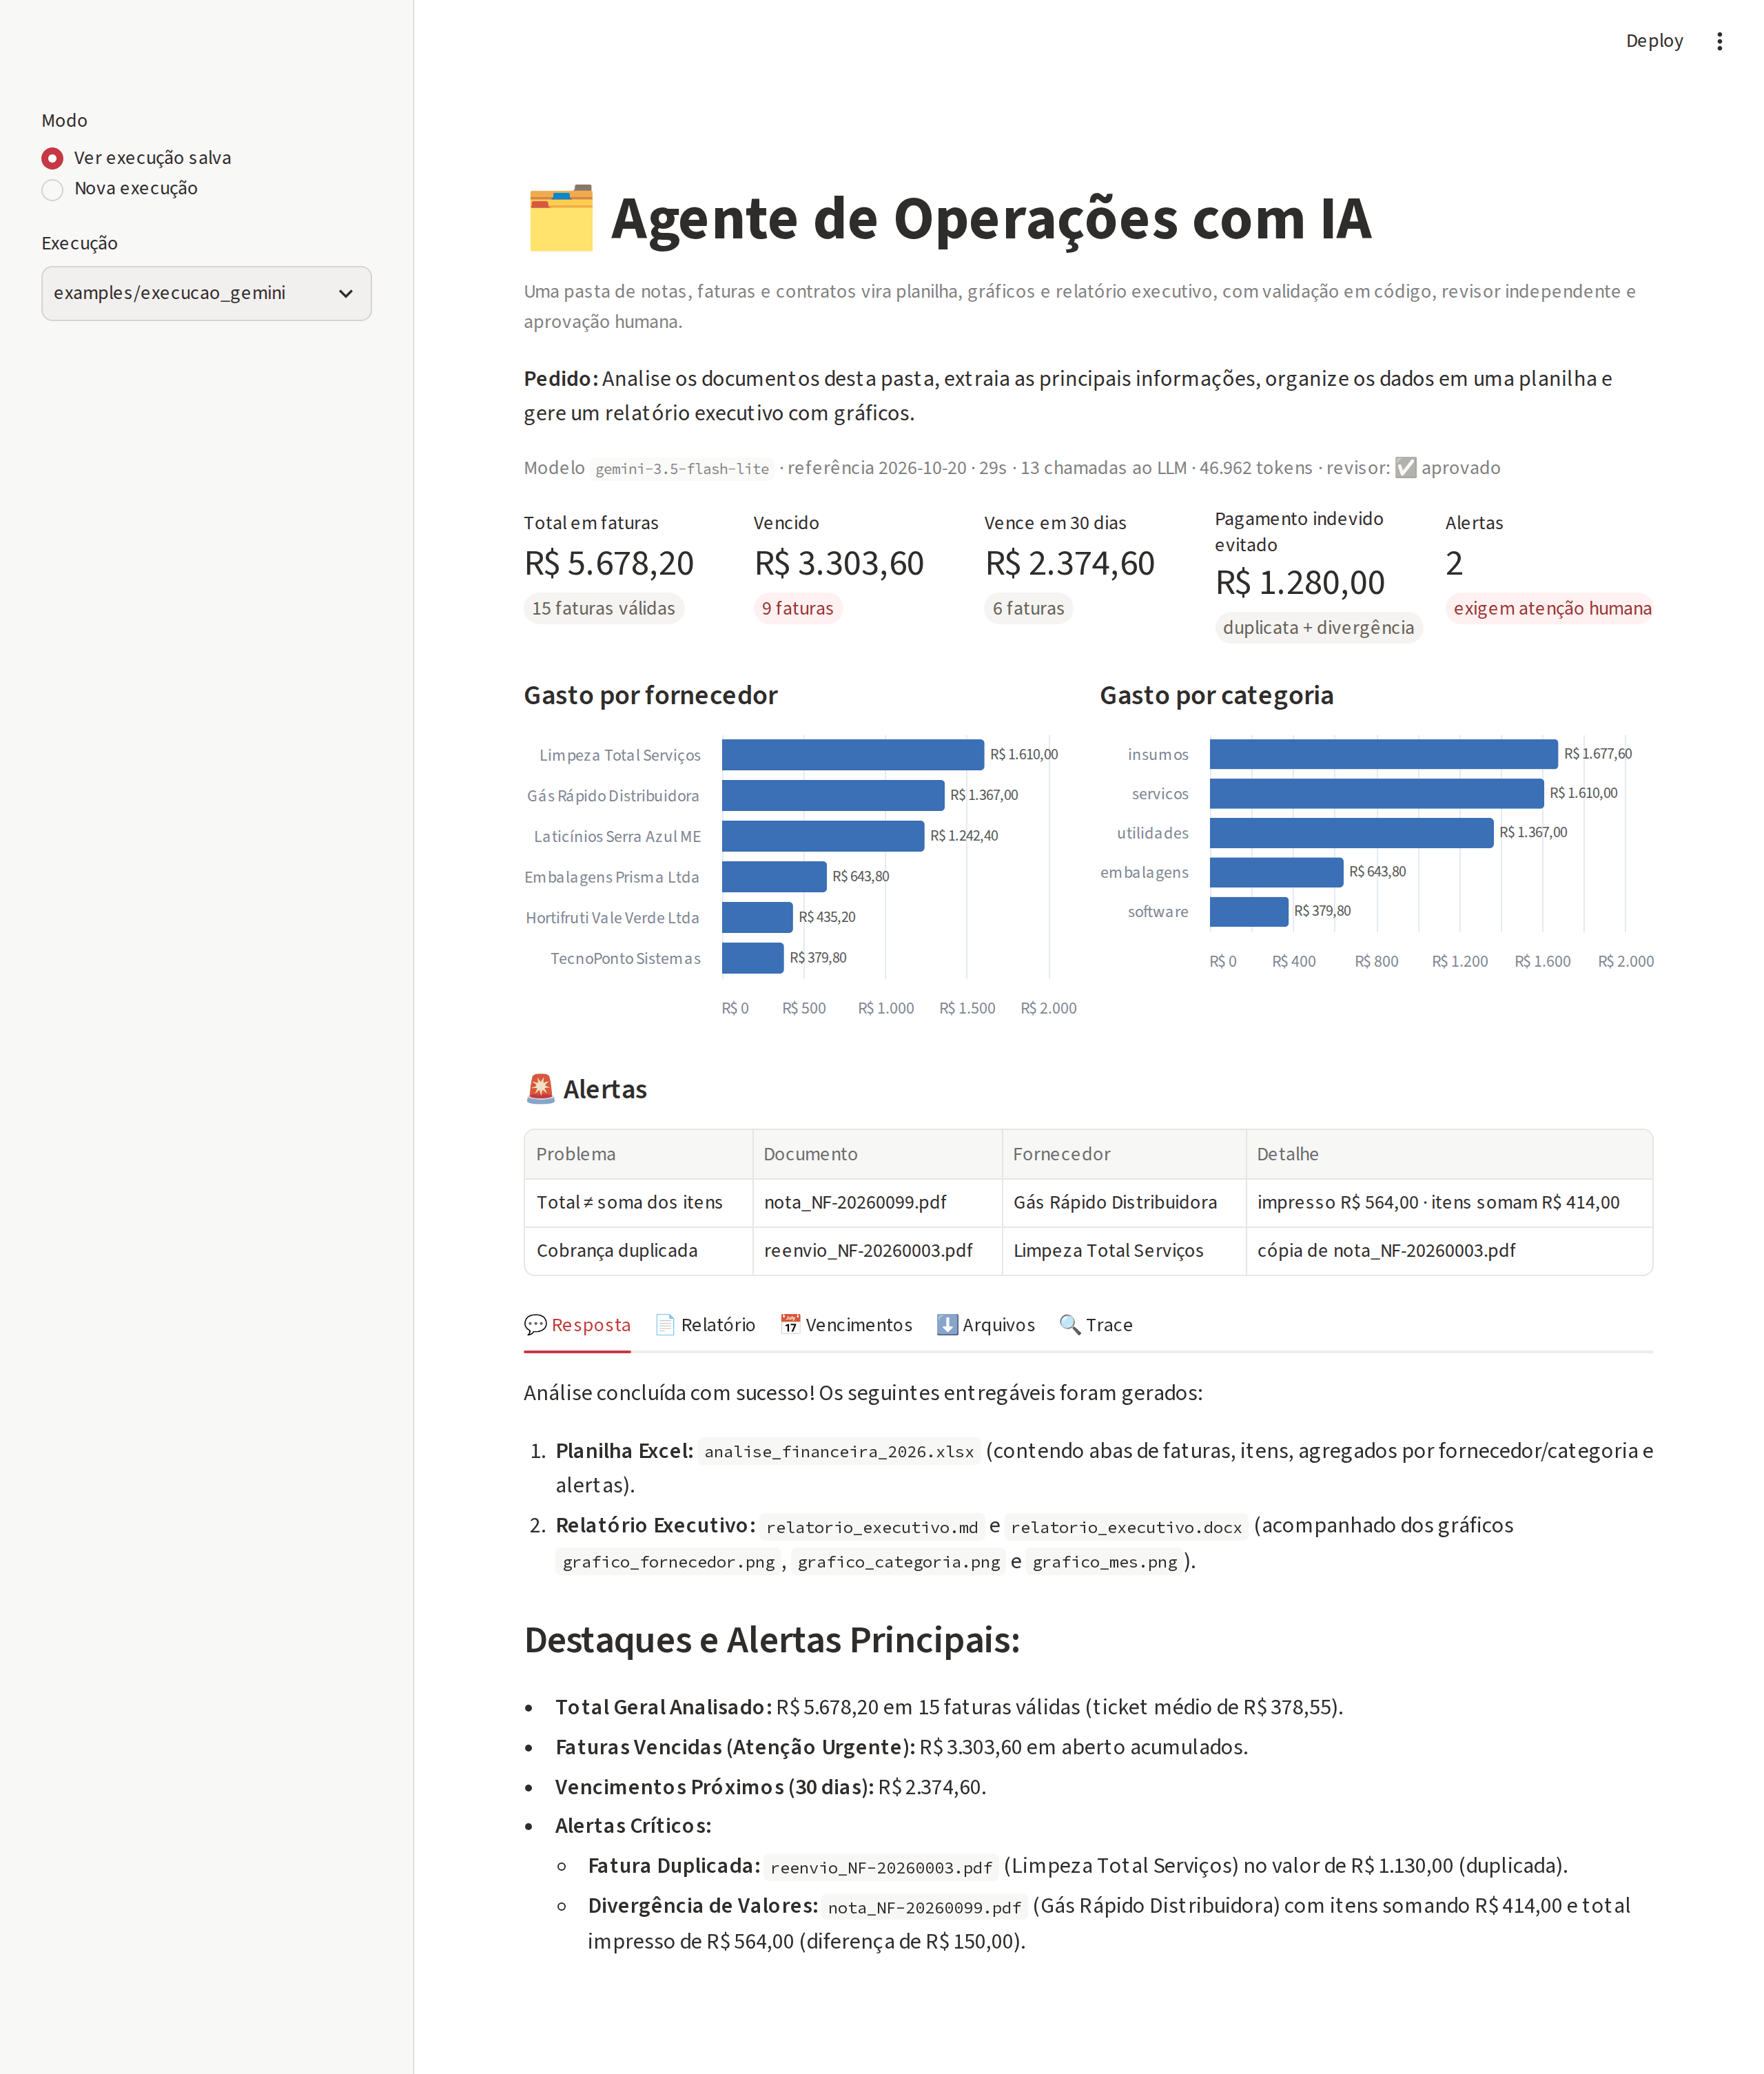 Deploy
Modo
Ver execução salva
Nova execução
Execução
examples/execucao_gemini
Agente de Operações com IA
Uma pasta de notas, faturas e contratos vira planilha, gráficos e relatório executivo, com validação em código, revisor independente e
aprovação humana.
Pedido: Analise os documentos desta pasta, extraia as principais informações, organize os dados em uma planilha e
gere um relatório executivo com gráficos.
Modelo gemini-3.5-flash-lite · referência 2026-10-20 · 29s · 13 chamadas ao LLM · 46.962 tokens · revisor: ✅ aprovado
Total em faturas
R$ 5.678,20
15 faturas válidas
Vencido
R$ 3.303,60
9 faturas
Vence em 30 dias
R$ 2.374,60
6 faturas
Pagamento indevido
evitado
R$ 1.280,00
duplicata + divergência
Alertas
2
exigem atenção humana
Gasto por fornecedor
Limpeza Total Serviços R$ 1.610,00
Gás Rápido Distribuidora R$ 1.367,00
Laticínios Serra Azul ME R$ 1.242,40
Embalagens Prisma Ltda R$ 643,80
Hortifruti Vale Verde Ltda R$ 435,20
TecnoPonto Sistemas R$ 379,80
R$ 0 R$ 500 R$ 1.000 R$ 1.500 R$ 2.000
Gasto por categoria
insumos R$ 1.677,60
servicos R$ 1.610,00
utilidades R$ 1.367,00
embalagens R$ 643,80
software R$ 379,80
R$ 0 R$ 400 R$ 800 R$ 1.200 R$ 1.600 R$ 2.000
🚨 Alertas
Problema Documento Fornecedor Detalhe
Total ≠ soma dos itens nota_NF-20260099.pdf Gás Rápido Distribuidora impresso R$ 564,00 · itens somam R$ 414,00
Cobrança duplicada reenvio_NF-20260003.pdf Limpeza Total Serviços cópia de nota_NF-20260003.pdf
💬 Resposta 📄 Relatório 📅 Vencimentos ⬇️ Arquivos 🔍 Trace
Análise concluída com sucesso! Os seguintes entregáveis foram gerados:
1. Planilha Excel: analise_financeira_2026.xlsx (contendo abas de faturas, itens, agregados por fornecedor/categoria e
alertas).
2. Relatório Executivo: relatorio_executivo.md e relatorio_executivo.docx (acompanhado dos gráficos
grafico_fornecedor.png, grafico_categoria.png e grafico_mes.png).
Destaques e Alertas Principais:
• Total Geral Analisado: R$ 5.678,20 em 15 faturas válidas (ticket médio de R$ 378,55).
• Faturas Vencidas (Atenção Urgente): R$ 3.303,60 em aberto acumulados.
• Vencimentos Próximos (30 dias): R$ 2.374,60.
• Alertas Críticos:
◦ Fatura Duplicada: reenvio_NF-20260003.pdf (Limpeza Total Serviços) no valor de R$ 1.130,00 (duplicada).
◦ Divergência de Valores: nota_NF-20260099.pdf (Gás Rápido Distribuidora) com itens somando R$ 414,00 e total
impresso de R$ 564,00 (diferença de R$ 150,00).